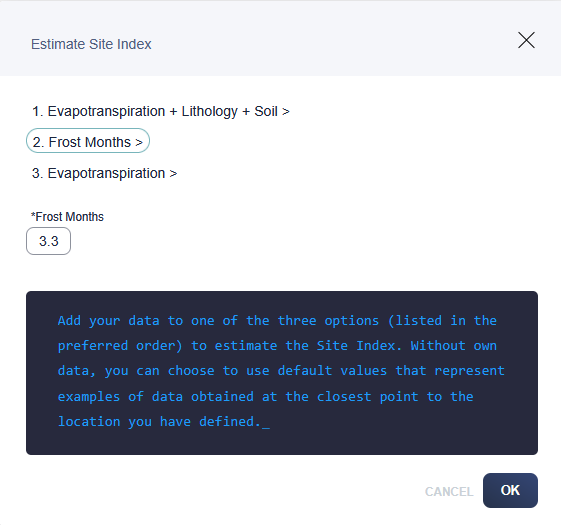 Estimate Site Index
1. Evapotranspiration + Lithology + Soil >
2. Frost Months >
3. Evapotranspiration >
*Frost Months
3.3
Add your data to one of the three options (listed in the
preferred order) to estimate the Site Index. Without own
data, you can choose to use default values that represent
examples of data obtained at the closest point to the
location you have defined._
CANCEL OK